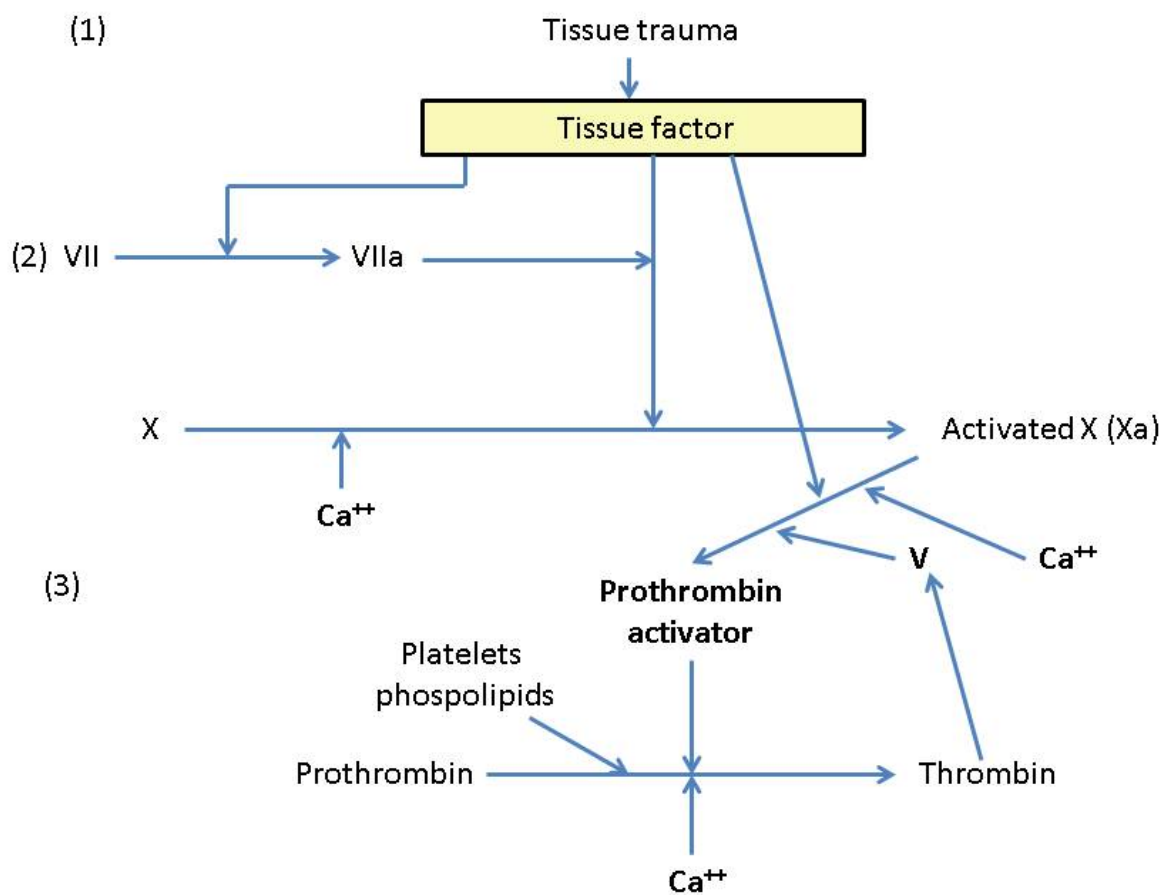 (1)
Tissue trauma
Tissue factor
(2) VII
VIIa
X
Activated X (Xa)
Ca⁺⁺
V
Ca⁺⁺
(3)
Prothrombin
activator
Platelets
phospolipids
Prothrombin
Thrombin
Ca⁺⁺